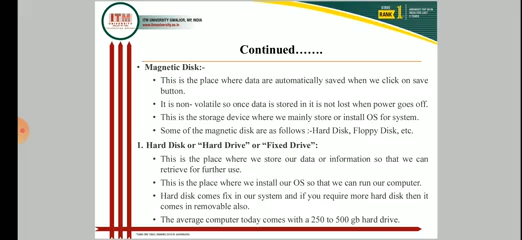 ITM
UNIVERSITY
ITM UNIVERSITY GWALIOR, MP, INDIA
www.itmuniversity.ac.in
RANK 1
Continued…….
• Magnetic Disk:-
• This is the place where data are automatically saved when we click on save
button.
• It is non- volatile so once data is stored in it is not lost when power goes off.
• This is the storage device where we mainly store or install OS for system.
• Some of the magnetic disk are as follows :-Hard Disk, Floppy Disk, etc.
1. Hard Disk or “Hard Drive” or “Fixed Drive”:
• This is the place where we store our data or information so that we can
retrieve for further use.
• This is the place where we install our OS so that we can run our computer.
• Hard disk comes fix in our system and if you require more hard disk then it
comes in removable also.
• The average computer today comes with a 250 to 500 gb hard drive.